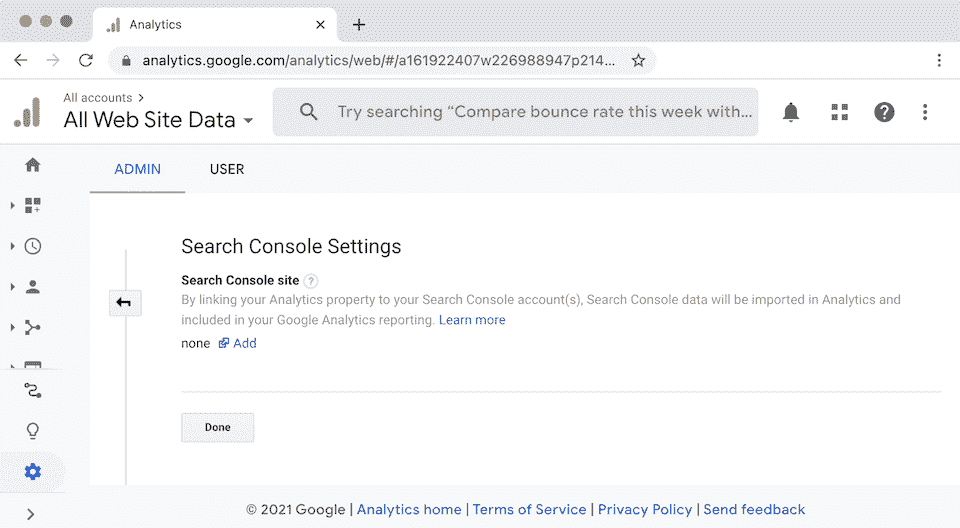 Analytics
analytics.google.com/analytics/web/#/a161922407w226988947p214...
All accounts
All Web Site Data
Try searching “Compare bounce rate this week with...
ADMIN
USER
Search Console Settings
Search Console site ?
By linking your Analytics property to your Search Console account(s), Search Console data will be imported in Analytics and
included in your Google Analytics reporting. Learn more
none Add
Done
© 2021 Google | Analytics home | Terms of Service | Privacy Policy | Send feedback